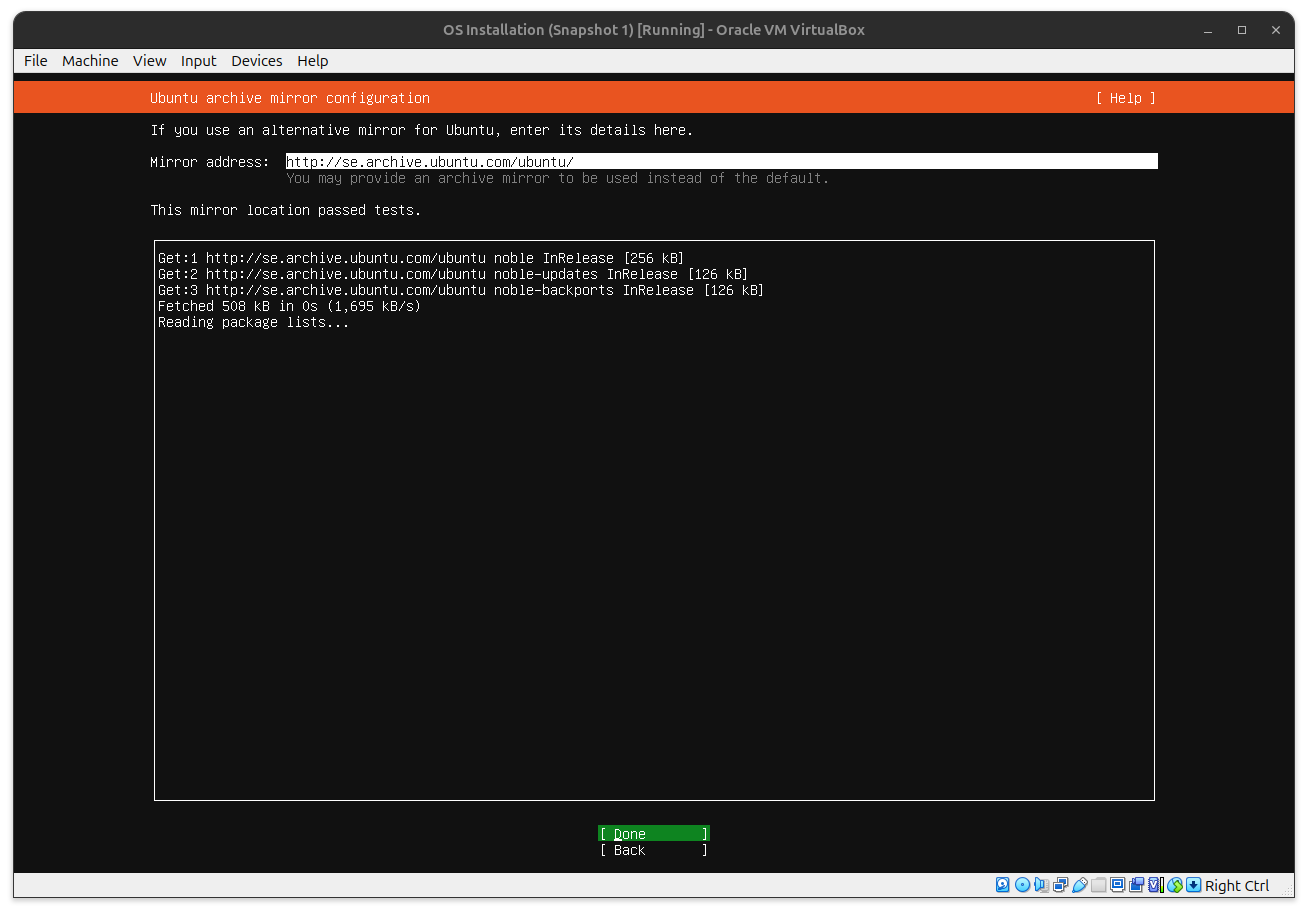 OS Installation (Snapshot 1) [Running] - Oracle VM VirtualBox
File Machine View Input Devices Help
Ubuntu archive mirror configuration [ Help ]
If you use an alternative mirror for Ubuntu, enter its details here.
Mirror address: http://se.archive.ubuntu.com/ubuntu/
You may provide an archive mirror to be used instead of the default.
This mirror location passed tests.
Get:1 http://se.archive.ubuntu.com/ubuntu noble InRelease [256 kB]
Get:2 http://se.archive.ubuntu.com/ubuntu noble-updates InRelease [126 kB]
Get:3 http://se.archive.ubuntu.com/ubuntu noble-backports InRelease [126 kB]
Fetched 508 kB in 0s (1,695 kB/s)
Reading package lists...
[ Done ]
[ Back ]
Right Ctrl